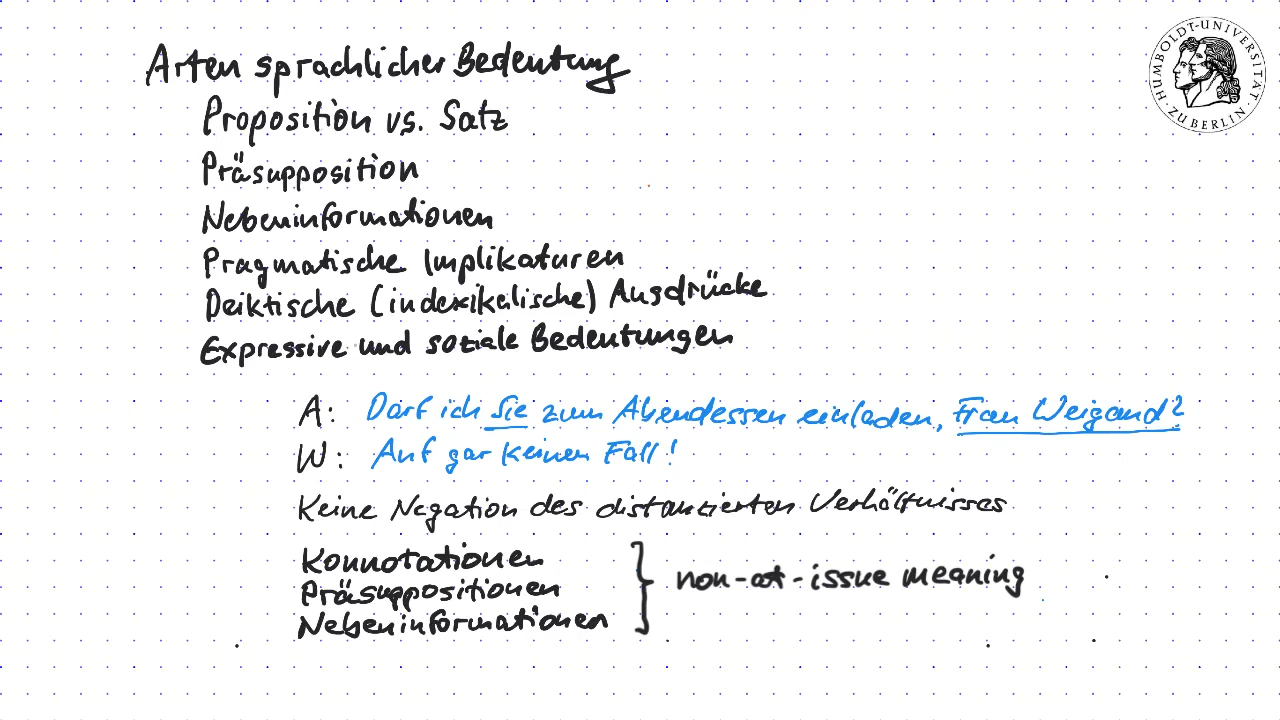 Arten sprachlicher Bedeutung
HUMBOLDT-UNIVERSITÄT ZU BERLIN
Proposition vs. Satz
Präsupposition
Nebeninformationen
Pragmatische Implikaturen
Deiktische (indexikalische) Ausdrücke
Expressive und soziale Bedeutungen
A: Darf ich Sie zum Abendessen einladen, Frau Weigand?
W: Auf gar keinen Fall!
Keine Negation des distanzierten Verhältnisses
Konnotationen
Präsuppositionen
Nebeninformationen
non-at-issue meaning